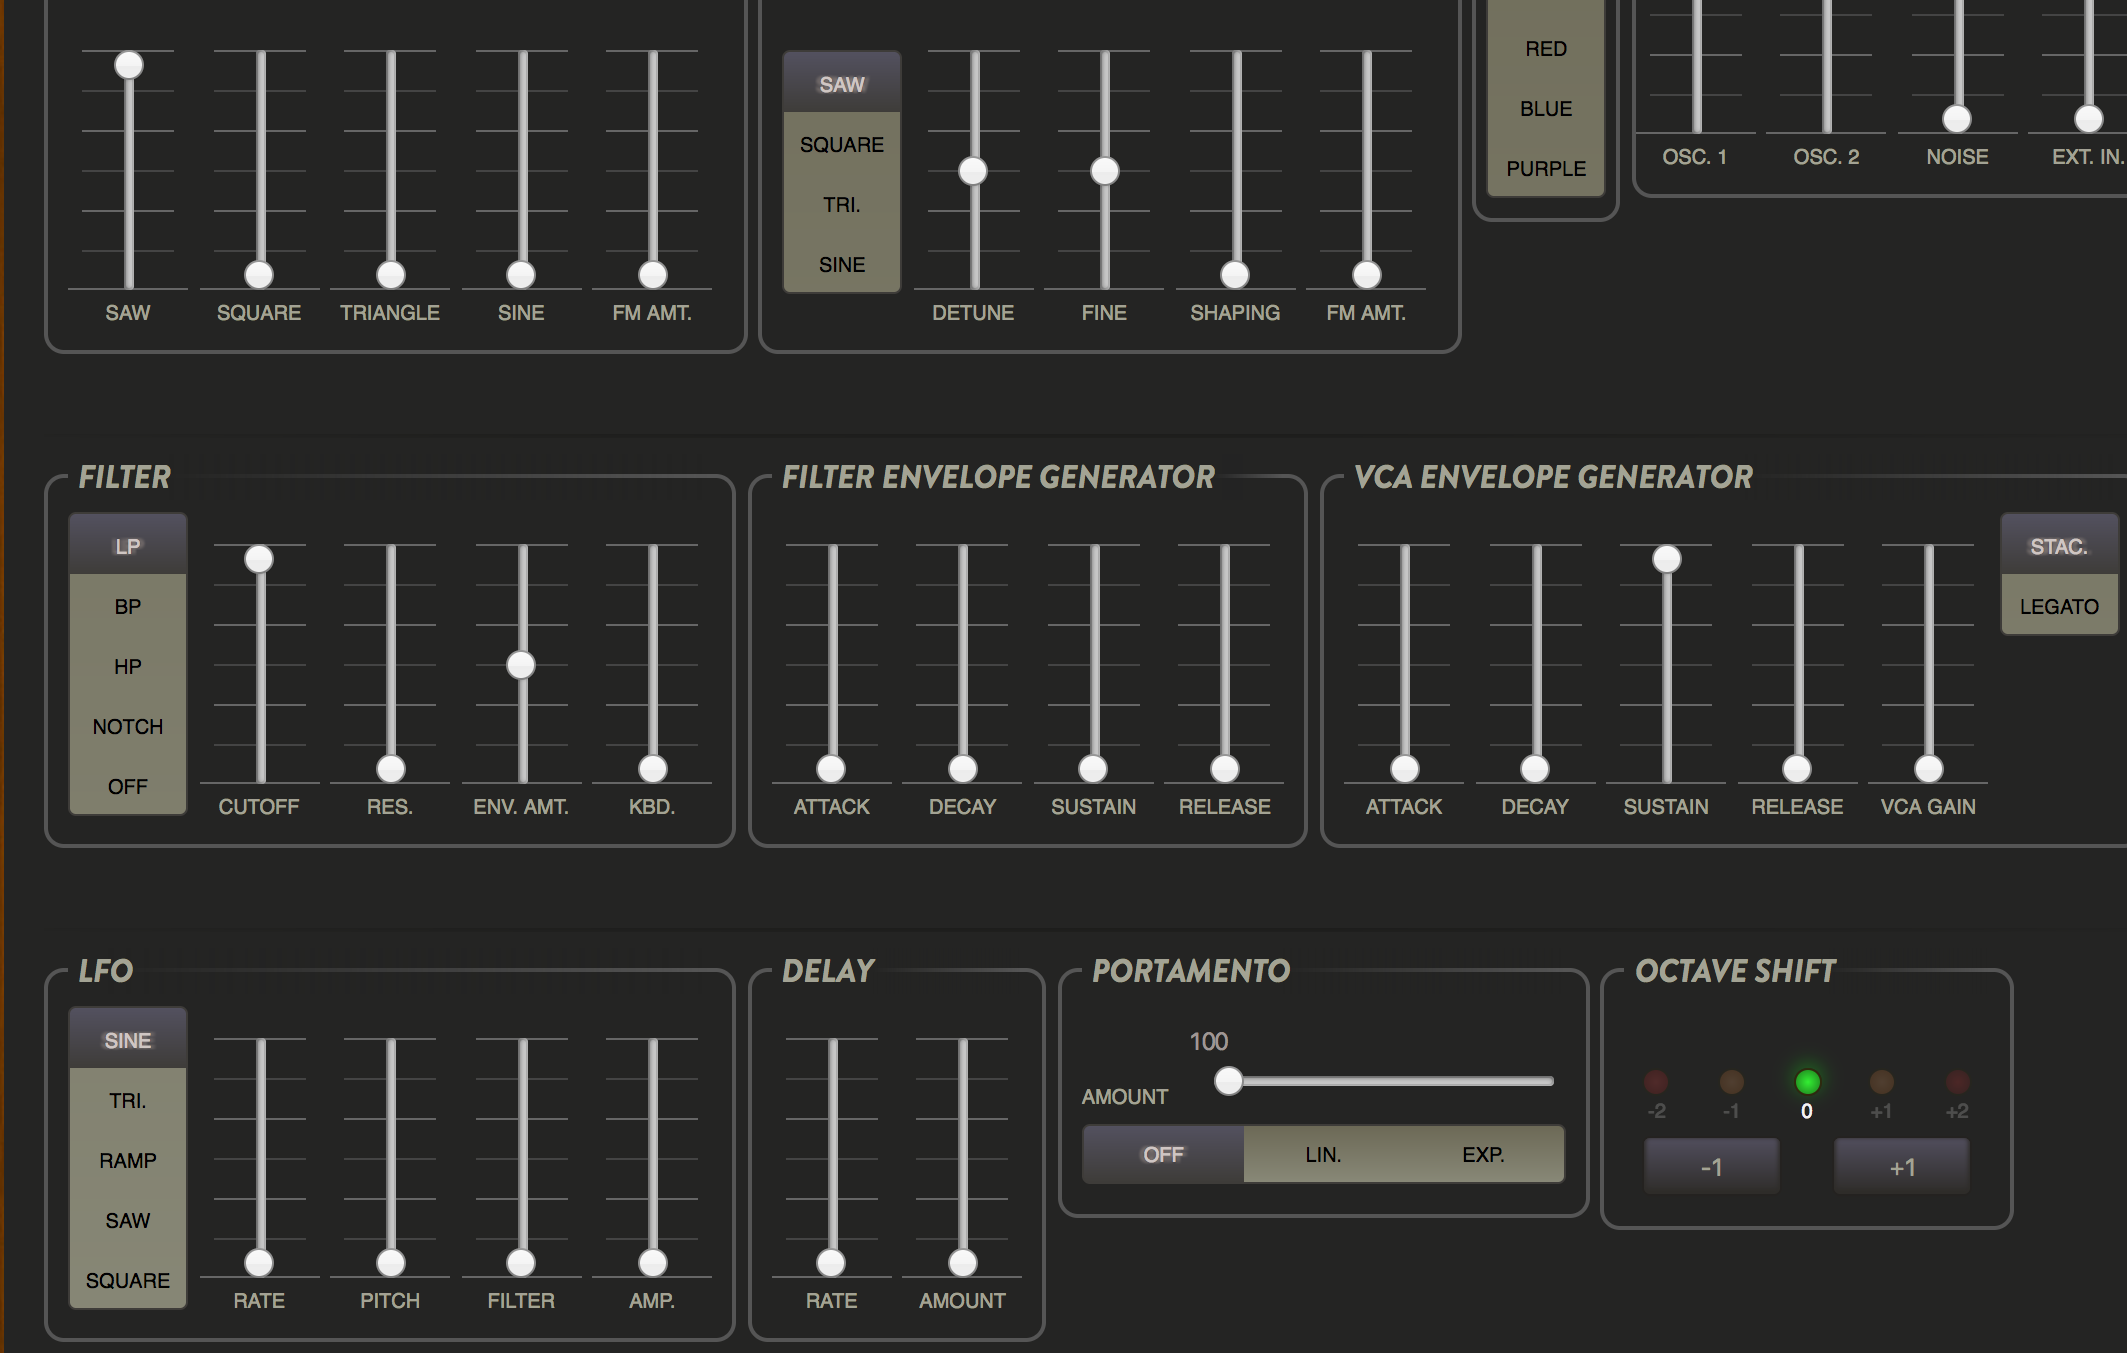 RED
BLUE
PURPLE
OSC. 1 OSC. 2 NOISE EXT. IN.
SAW
SQUARE
TRI.
SINE
SAW SQUARE TRIANGLE SINE FM AMT.
DETUNE FINE SHAPING FM AMT.
FILTER
LP
BP
HP
NOTCH
OFF
CUTOFF RES. ENV. AMT. KBD.
FILTER ENVELOPE GENERATOR
ATTACK DECAY SUSTAIN RELEASE
VCA ENVELOPE GENERATOR
STAC.
LEGATO
ATTACK DECAY SUSTAIN RELEASE VCA GAIN
LFO
SINE
TRI.
RAMP
SAW
SQUARE
RATE PITCH FILTER AMP.
DELAY
RATE AMOUNT
PORTAMENTO
100
AMOUNT
OFF LIN. EXP.
OCTAVE SHIFT
-2 -1 0 +1 +2
-1 +1